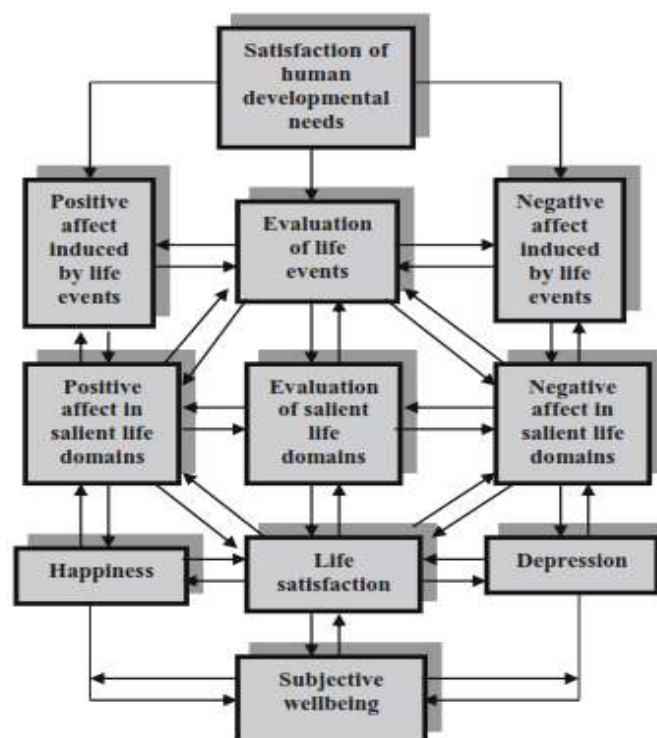 Satisfaction of
human
developmental
needs
Positive
affect
induced
by life
events
Evaluation
of life
events
Negative
affect
induced
by life
events
Positive
affect in
salient life
domains
Evaluation
of salient
life
domains
Negative
affect in
salient life
domains
Happiness
Life
satisfaction
Depression
Subjective
wellbeing